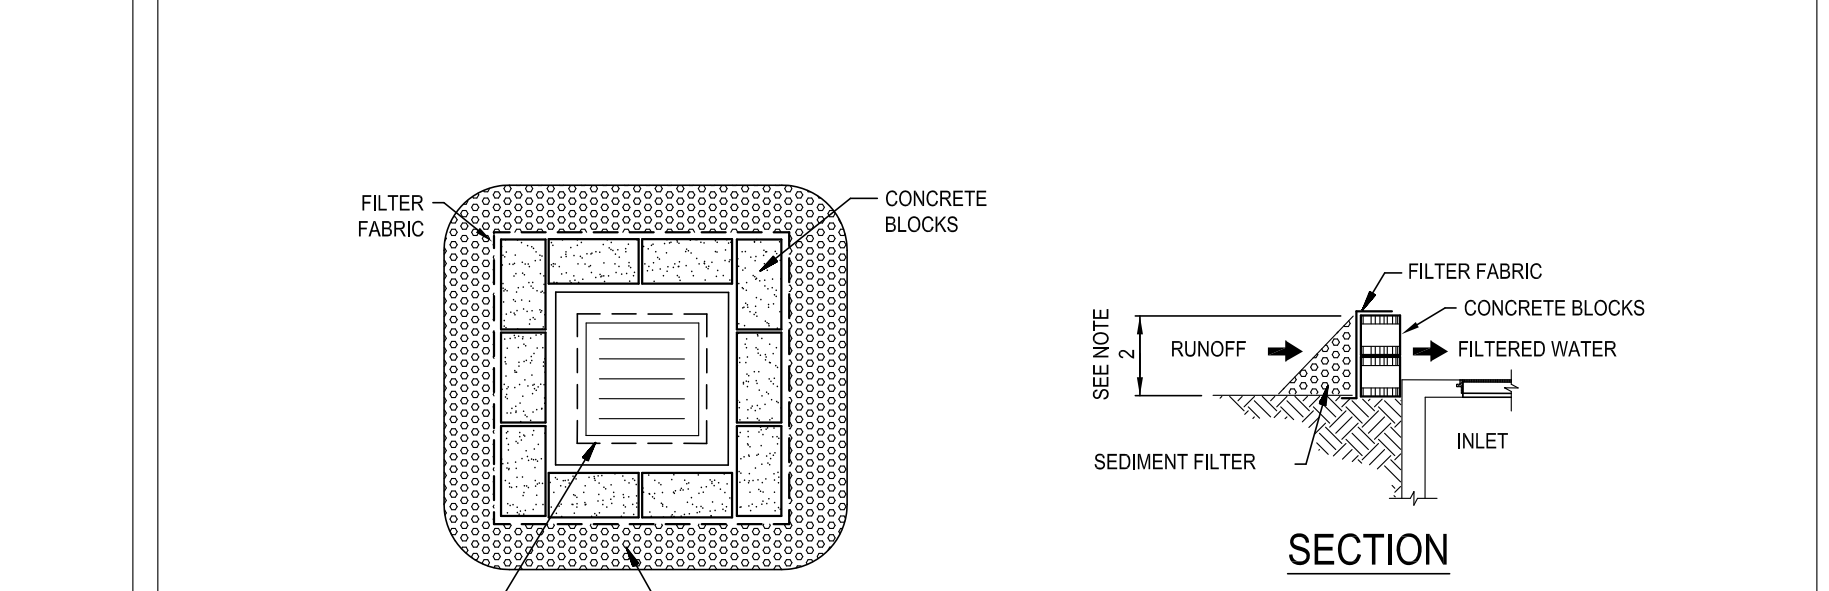 FILTER
FABRIC
CONCRETE
BLOCKS
FILTER FABRIC
CONCRETE BLOCKS
SEE NOTE
2
RUNOFF
FILTERED WATER
INLET
SEDIMENT FILTER
SECTION